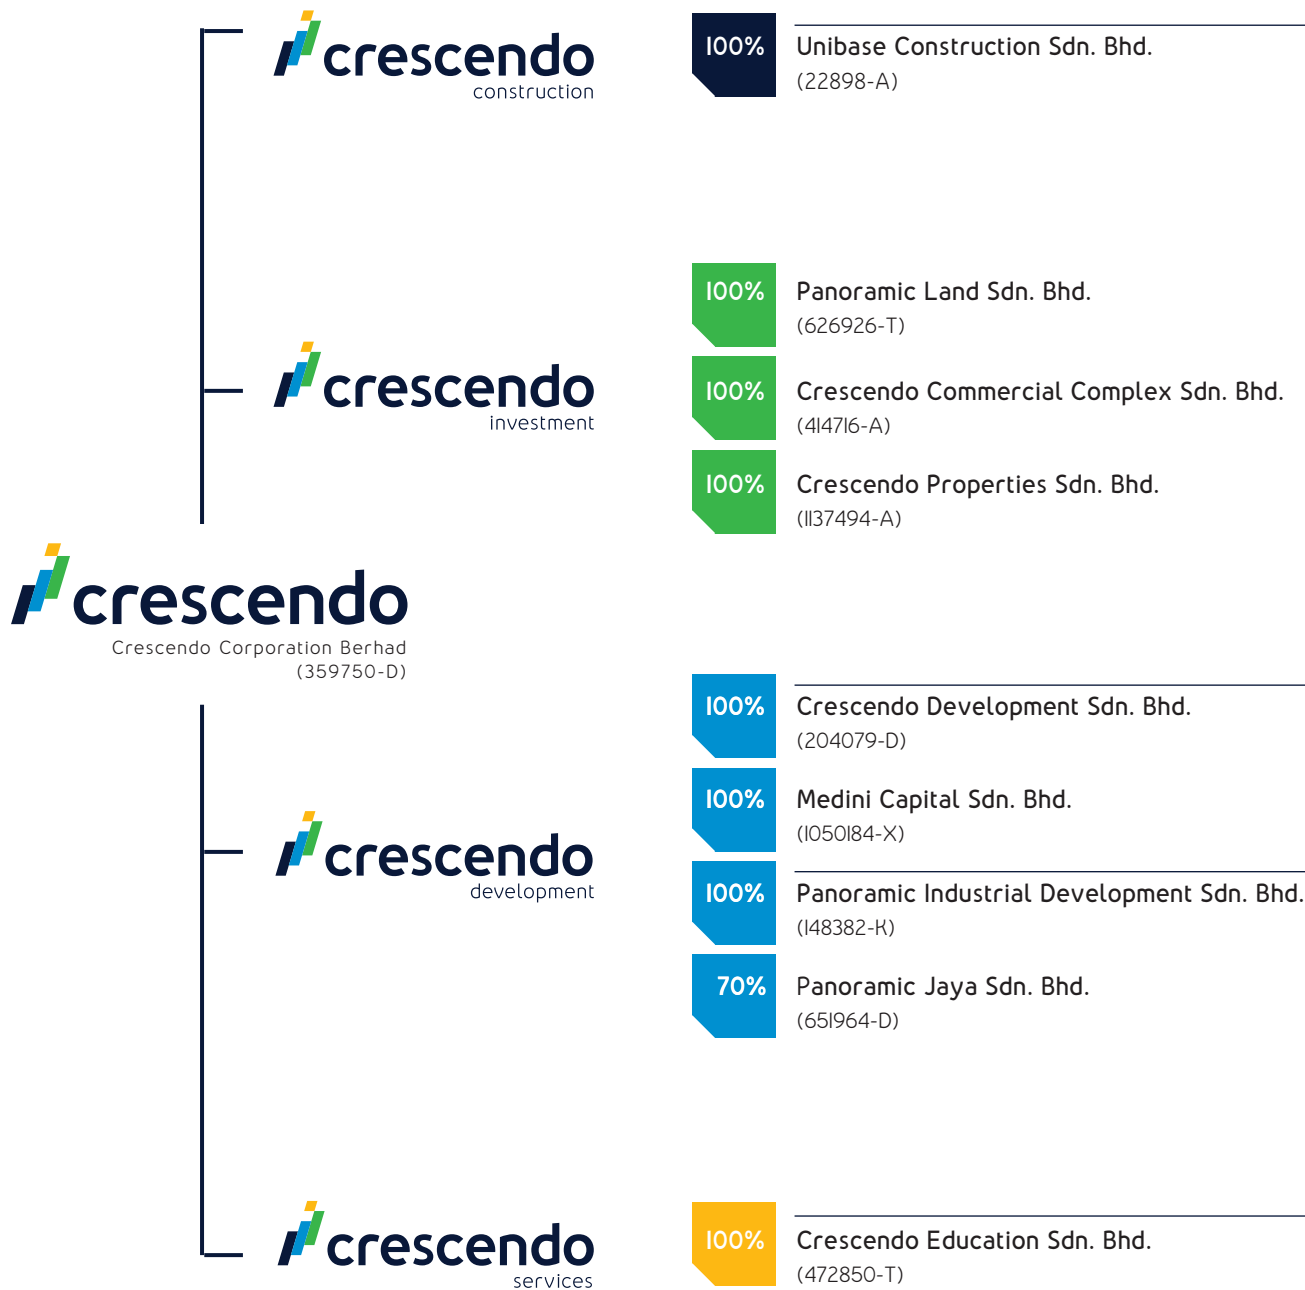 crescendo
construction
100%
Unibase Construction Sdn. Bhd.
(22898-A)
crescendo
investment
100%
Panoramic Land Sdn. Bhd.
(626926-T)
100%
Crescendo Commercial Complex Sdn. Bhd.
(414716-A)
100%
Crescendo Properties Sdn. Bhd.
(1137494-A)
crescendo
Crescendo Corporation Berhad
(359750-D)
crescendo
development
100%
Crescendo Development Sdn. Bhd.
(204079-D)
100%
Medini Capital Sdn. Bhd.
(1050184-X)
100%
Panoramic Industrial Development Sdn. Bhd.
(148382-K)
70%
Panoramic Jaya Sdn. Bhd.
(651964-D)
crescendo
services
100%
Crescendo Education Sdn. Bhd.
(472850-T)